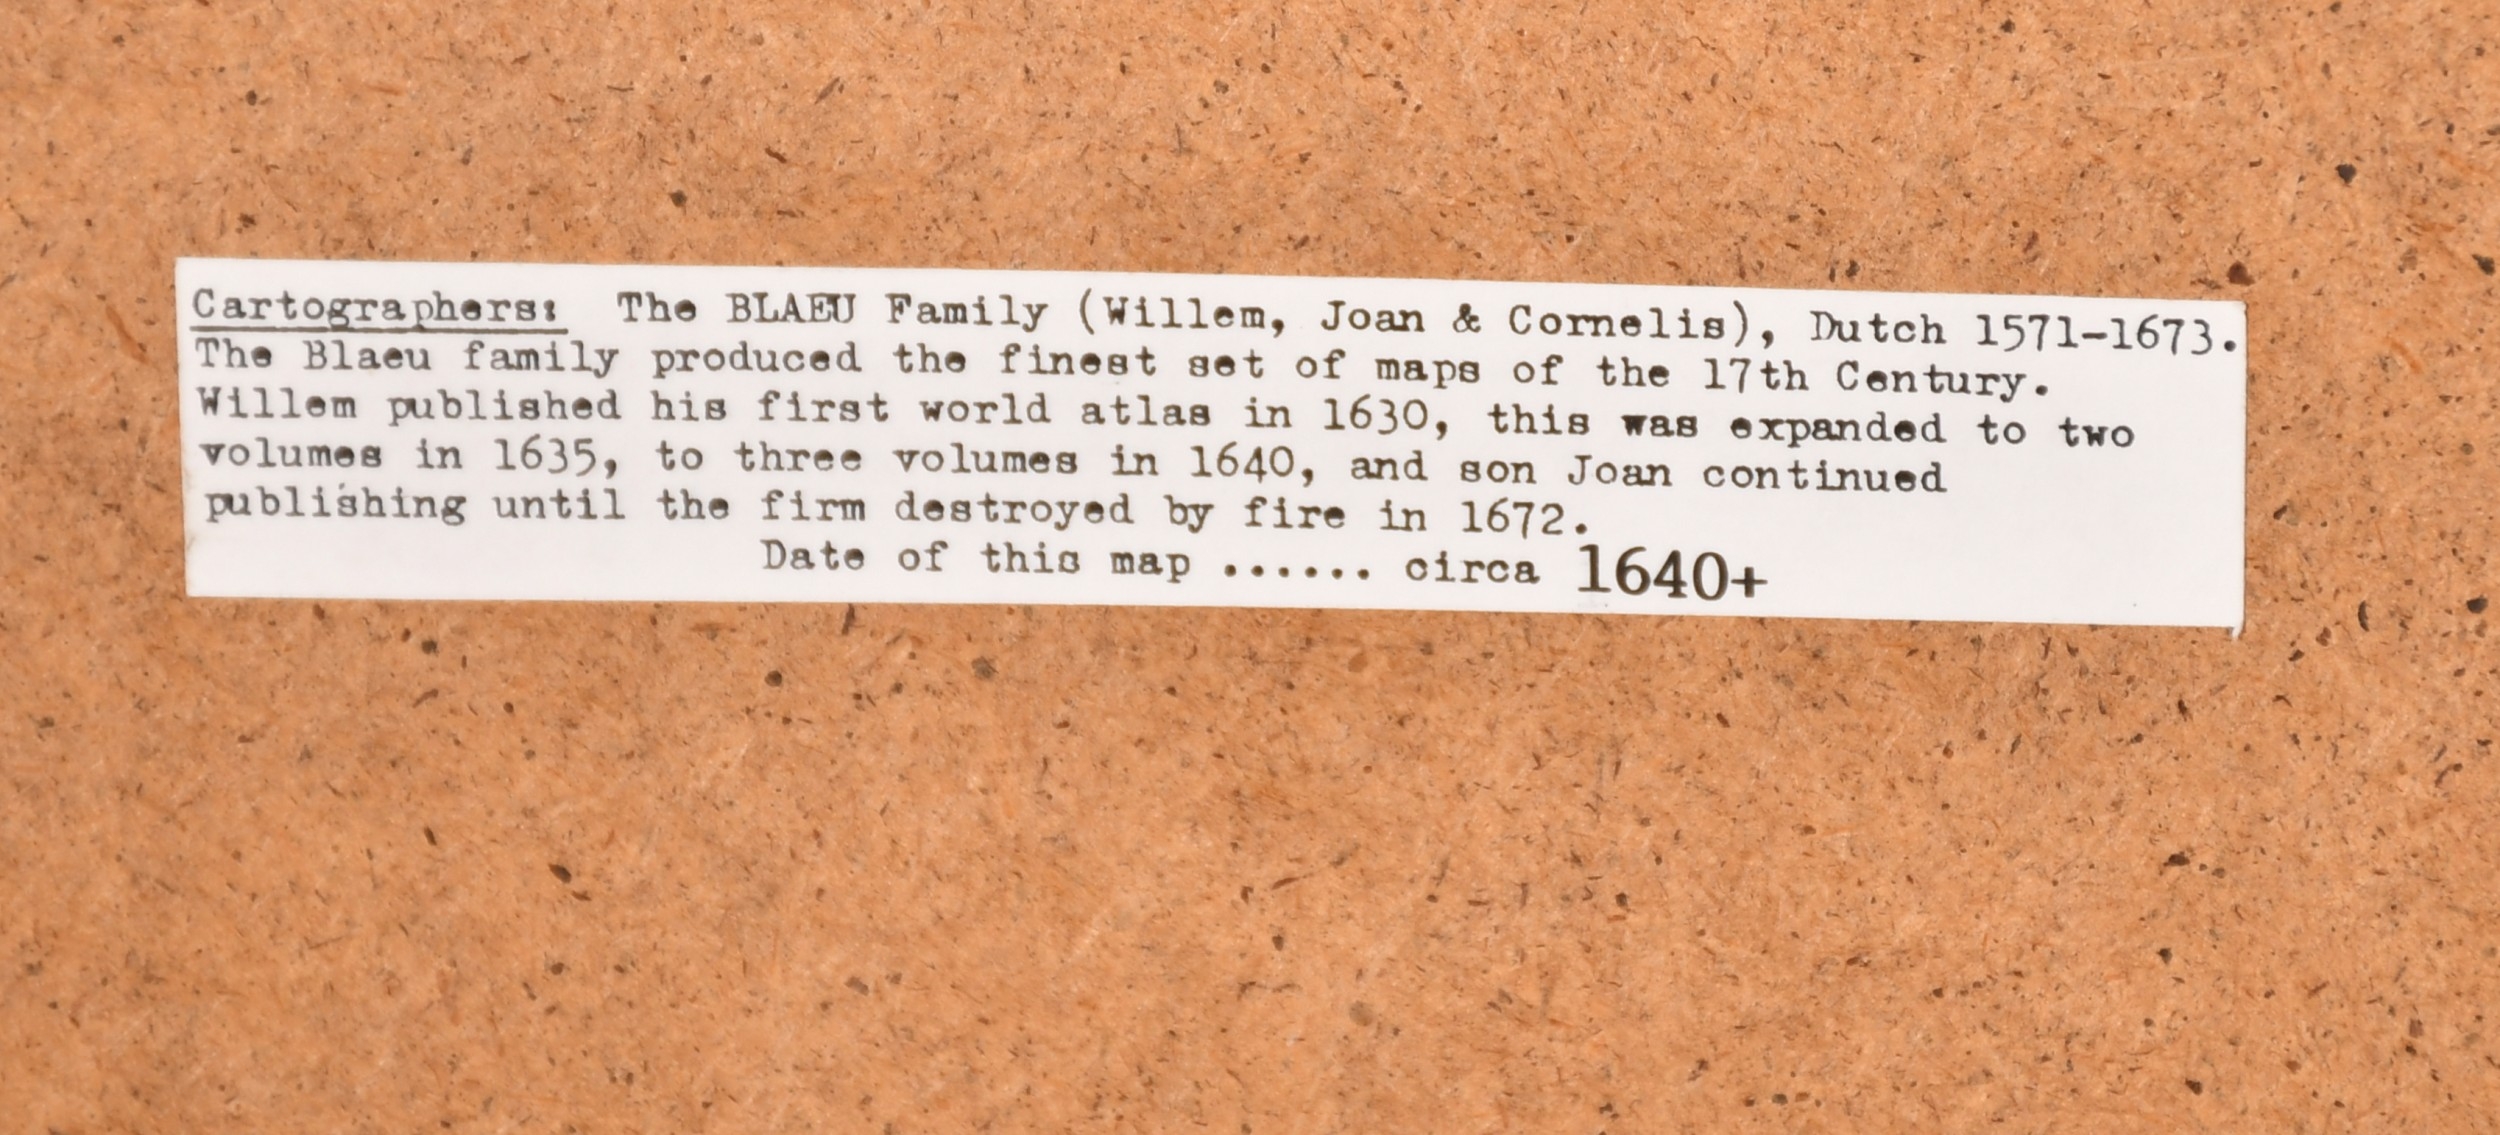 Cartographers: The BLAEU Family (Willem, Joan & Cornelis), Dutch 1571-1673.
The Blaeu family produced the finest set of maps of the 17th Century.
Willem published his first world atlas in 1630, this was expanded to two
volumes in 1635, to three volumes in 1640, and son Joan continued
publishing until the firm destroyed by fire in 1672.
Date of this map ...... circa 1640+